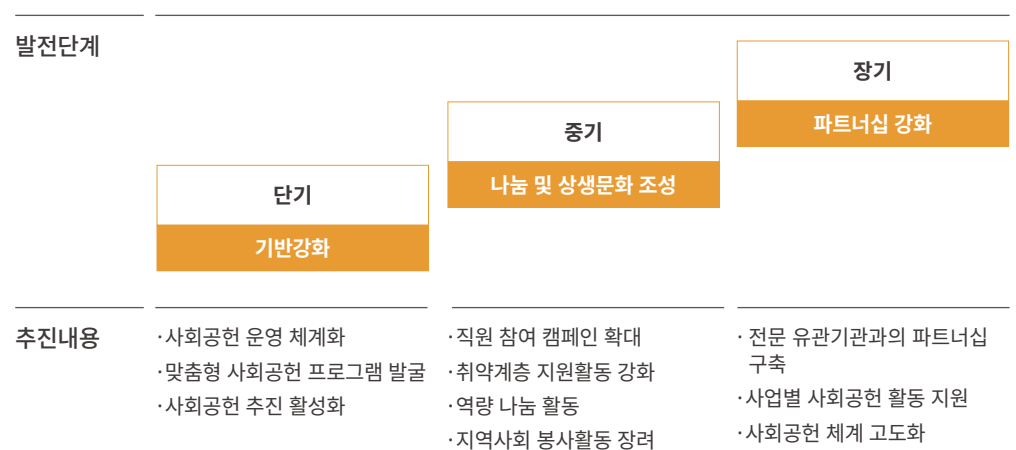 발전단계
단기
기반강화
중기
나눔 및 상생문화 조성
장기
파트너십 강화
추진내용
·사회공헌 운영 체계화
·맞춤형 사회공헌 프로그램 발굴
·사회공헌 추진 활성화
·직원 참여 캠페인 확대
·취약계층 지원활동 강화
·역량 나눔 활동
·지역사회 봉사활동 장려
· 전문 유관기관과의 파트너십
구축
·사업별 사회공헌 활동 지원
·사회공헌 체계 고도화